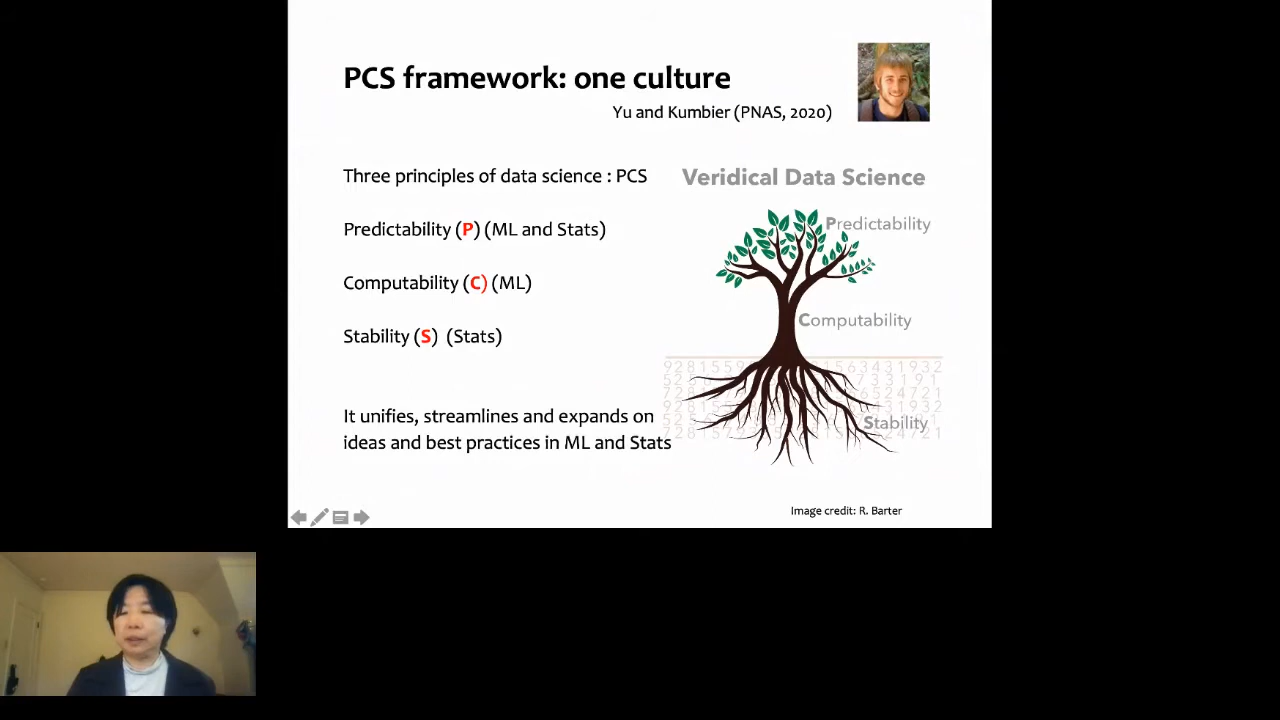 PCS framework: one culture
Yu and Kumbier (PNAS, 2020)
Three principles of data science : PCS
Predictability (P) (ML and Stats)
Computability (C) (ML)
Stability (S) (Stats)
It unifies, streamlines and expands on
ideas and best practices in ML and Stats
Veridical Data Science
Predictability
Computability
Stability
Image credit: R. Barter